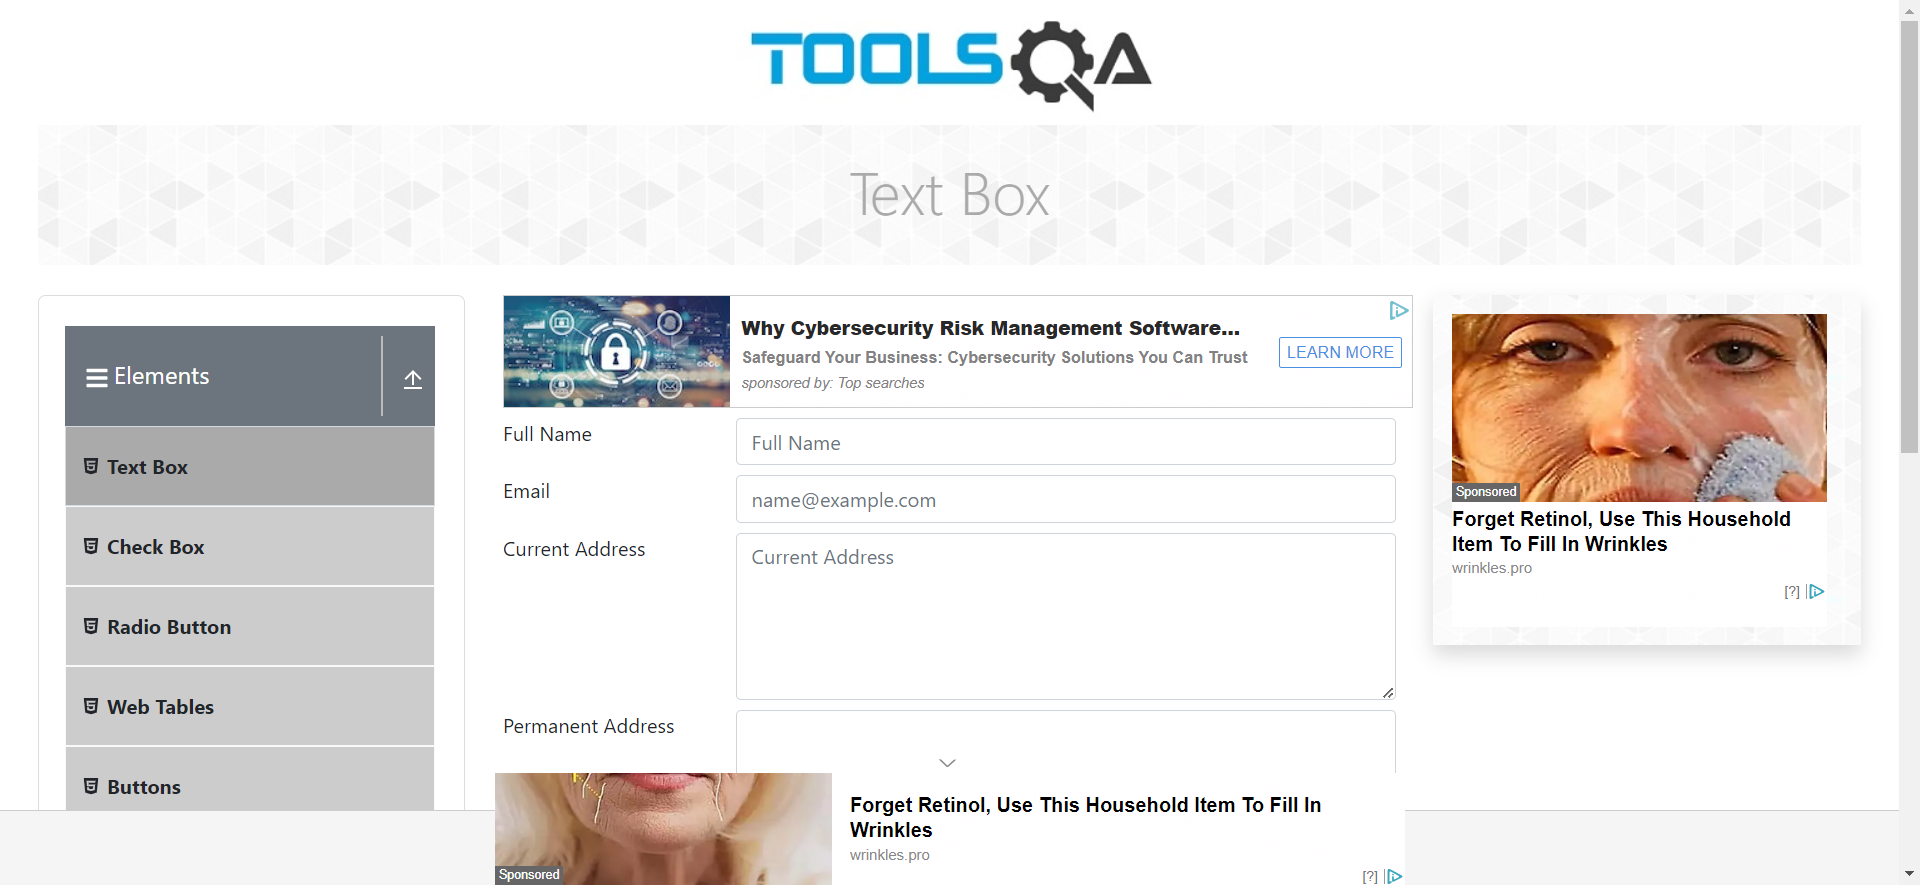 TOOLSQA
Text Box
Elements
Text Box
Check Box
Radio Button
Web Tables
Buttons
Why Cybersecurity Risk Management Software...
Safeguard Your Business: Cybersecurity Solutions You Can Trust
sponsored by: Top searches
LEARN MORE
Full Name
Full Name
Email
name@example.com
Current Address
Current Address
Permanent Address
Sponsored
Forget Retinol, Use This Household
Item To Fill In Wrinkles
wrinkles.pro
[?]
Sponsored
Forget Retinol, Use This Household Item To Fill In
Wrinkles
wrinkles.pro
[?]